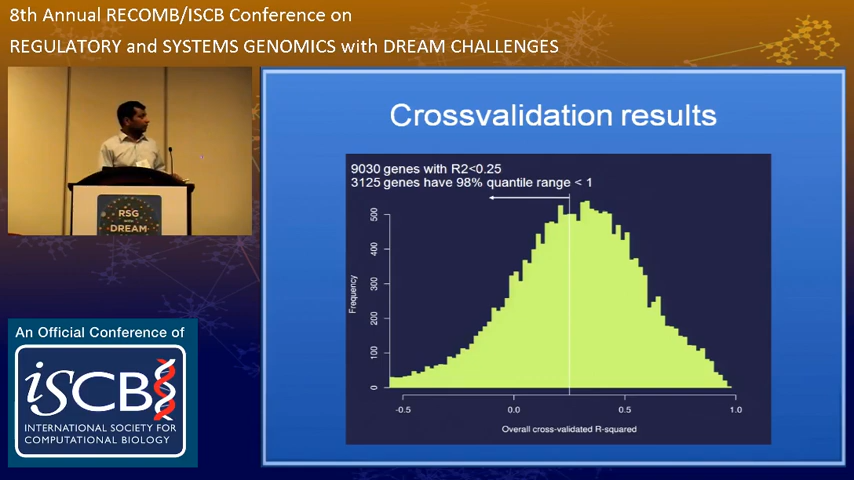 8th Annual RECOMB/ISCB Conference on
REGULATORY and SYSTEMS GENOMICS with DREAM CHALLENGES
RSG
with
DREAM
An Official Conference of
iSCB
INTERNATIONAL SOCIETY FOR
COMPUTATIONAL BIOLOGY
Crossvalidation results
9030 genes with R2<0.25
3125 genes have 98% quantile range < 1
Frequency
500
400
300
200
100
0
-0.5 0.0 0.5 1.0
Overall cross-validated R-squared